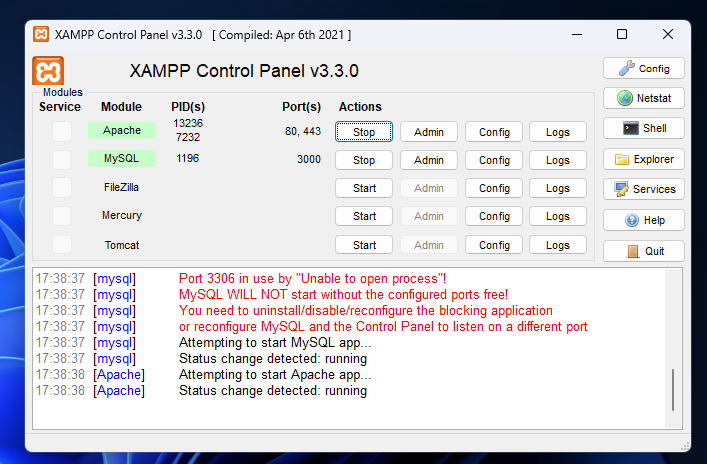 XAMPP Control Panel v3.3.0 [ Compiled: Apr 6th 2021 ]
XAMPP Control Panel v3.3.0
Config
Modules
Service Module PID(s) Port(s) Actions
Netstat
Apache 13236 7232 80, 443 Stop Admin Config Logs
Shell
MySQL 1196 3000 Stop Admin Config Logs
Explorer
FileZilla Start Admin Config Logs
Services
Mercury Start Admin Config Logs
Help
Tomcat Start Admin Config Logs
Quit
17:38:37 [mysql] Port 3306 in use by "Unable to open process"!
17:38:37 [mysql] MySQL WILL NOT start without the configured ports free!
17:38:37 [mysql] You need to uninstall/disable/reconfigure the blocking application
17:38:37 [mysql] or reconfigure MySQL and the Control Panel to listen on a different port
17:38:37 [mysql] Attempting to start MySQL app...
17:38:37 [mysql] Status change detected: running
17:38:38 [Apache] Attempting to start Apache app...
17:38:38 [Apache] Status change detected: running